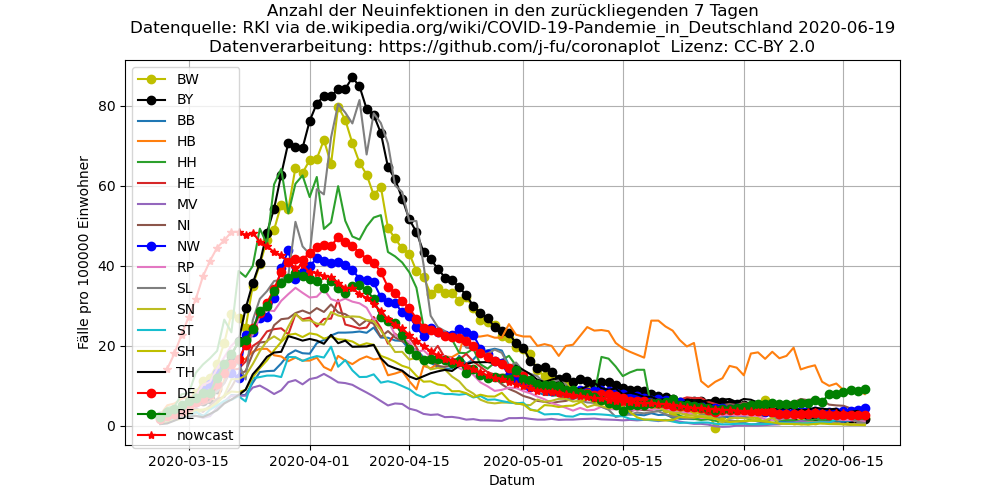 Anzahl der Neuinfektionen in den zurückliegenden 7 Tagen
Datenquelle: RKI via de.wikipedia.org/wiki/COVID-19-Pandemie_in_Deutschland 2020-06-19
Datenverarbeitung: https://github.com/j-fu/coronaplot Lizenz: CC-BY 2.0
BW
BY
BB
HB
HH
HE
MV
NI
NW
RP
SL
SN
ST
SH
TH
DE
BE
nowcast
80
60
40
20
0
Fälle pro 100000 Einwohner
2020-03-15 2020-04-01 2020-04-15 2020-05-01 2020-05-15 2020-06-01 2020-06-15
Datum